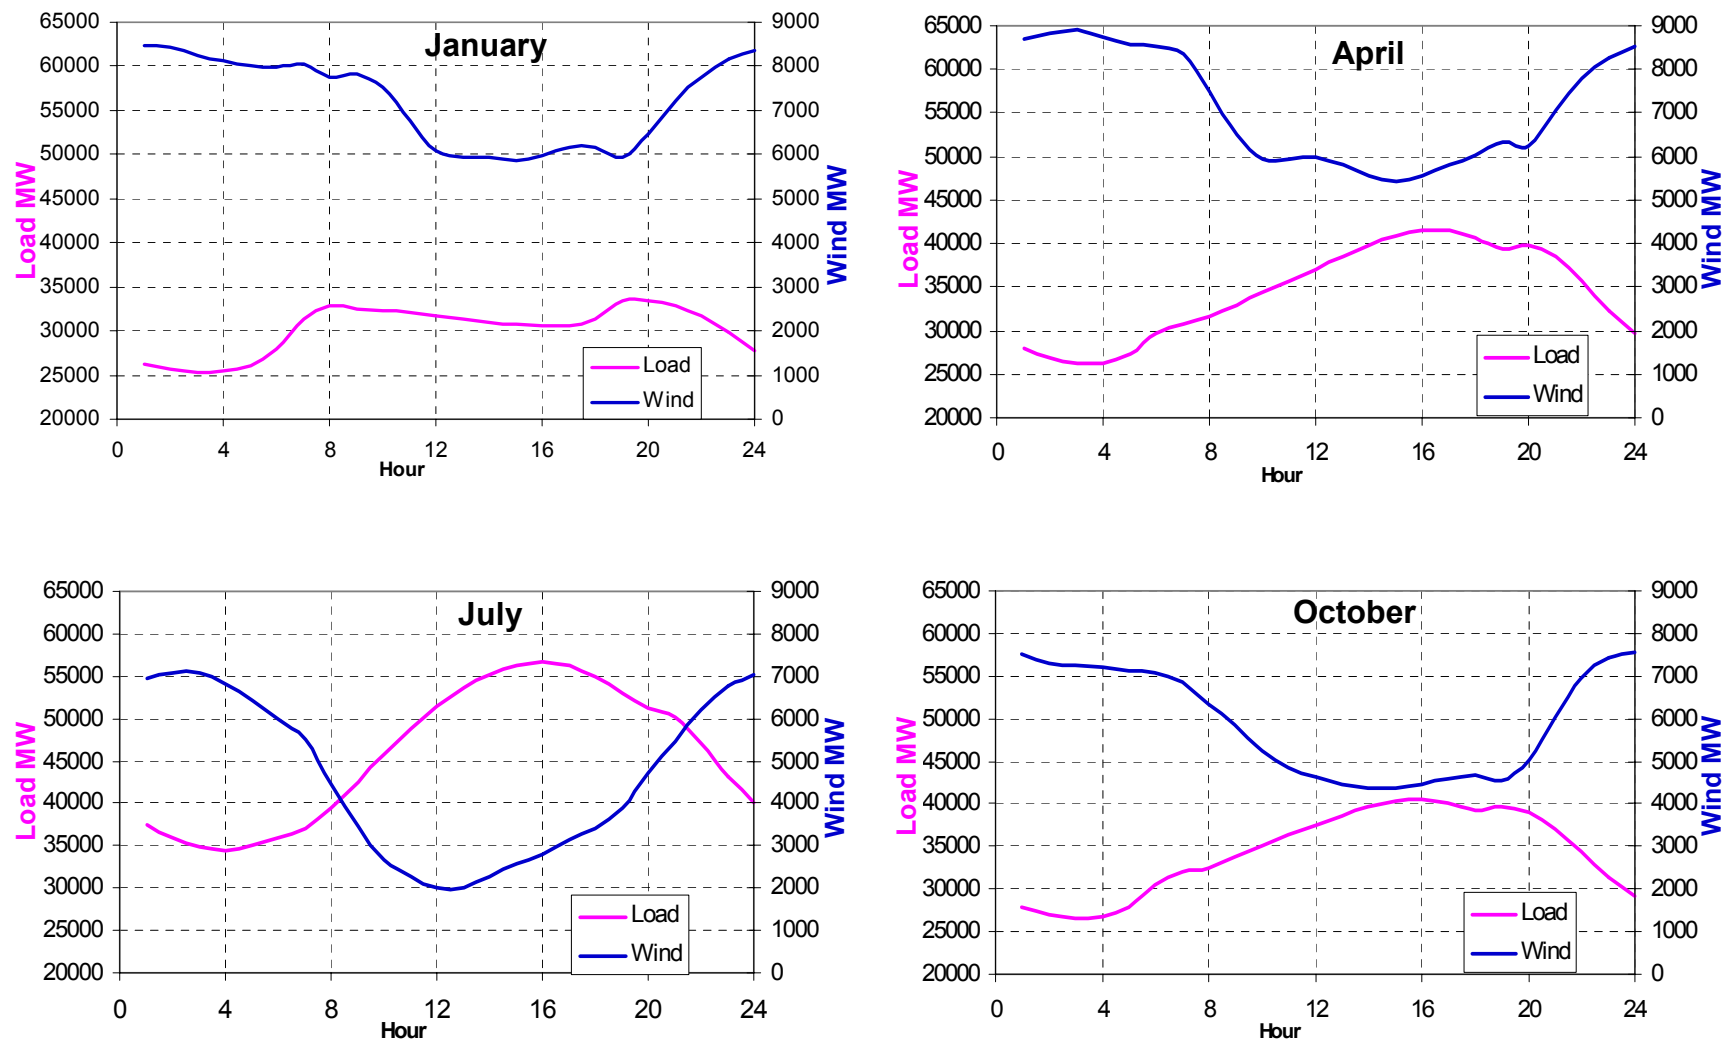 January
65000
60000
55000
50000
45000
40000
35000
30000
25000
20000
Load MW
9000
8000
7000
6000
5000
4000
3000
2000
1000
0
Wind MW
Load
Wind
0 4 8 12 16 20 24
Hour
April
65000
60000
55000
50000
45000
40000
35000
30000
25000
20000
Load MW
9000
8000
7000
6000
5000
4000
3000
2000
1000
0
Wind MW
Load
Wind
0 4 8 12 16 20 24
Hour
July
65000
60000
55000
50000
45000
40000
35000
30000
25000
20000
Load MW
9000
8000
7000
6000
5000
4000
3000
2000
1000
0
Wind MW
Load
Wind
0 4 8 12 16 20 24
Hour
October
65000
60000
55000
50000
45000
40000
35000
30000
25000
20000
Load MW
9000
8000
7000
6000
5000
4000
3000
2000
1000
0
Wind MW
Load
Wind
0 4 8 12 16 20 24
Hour